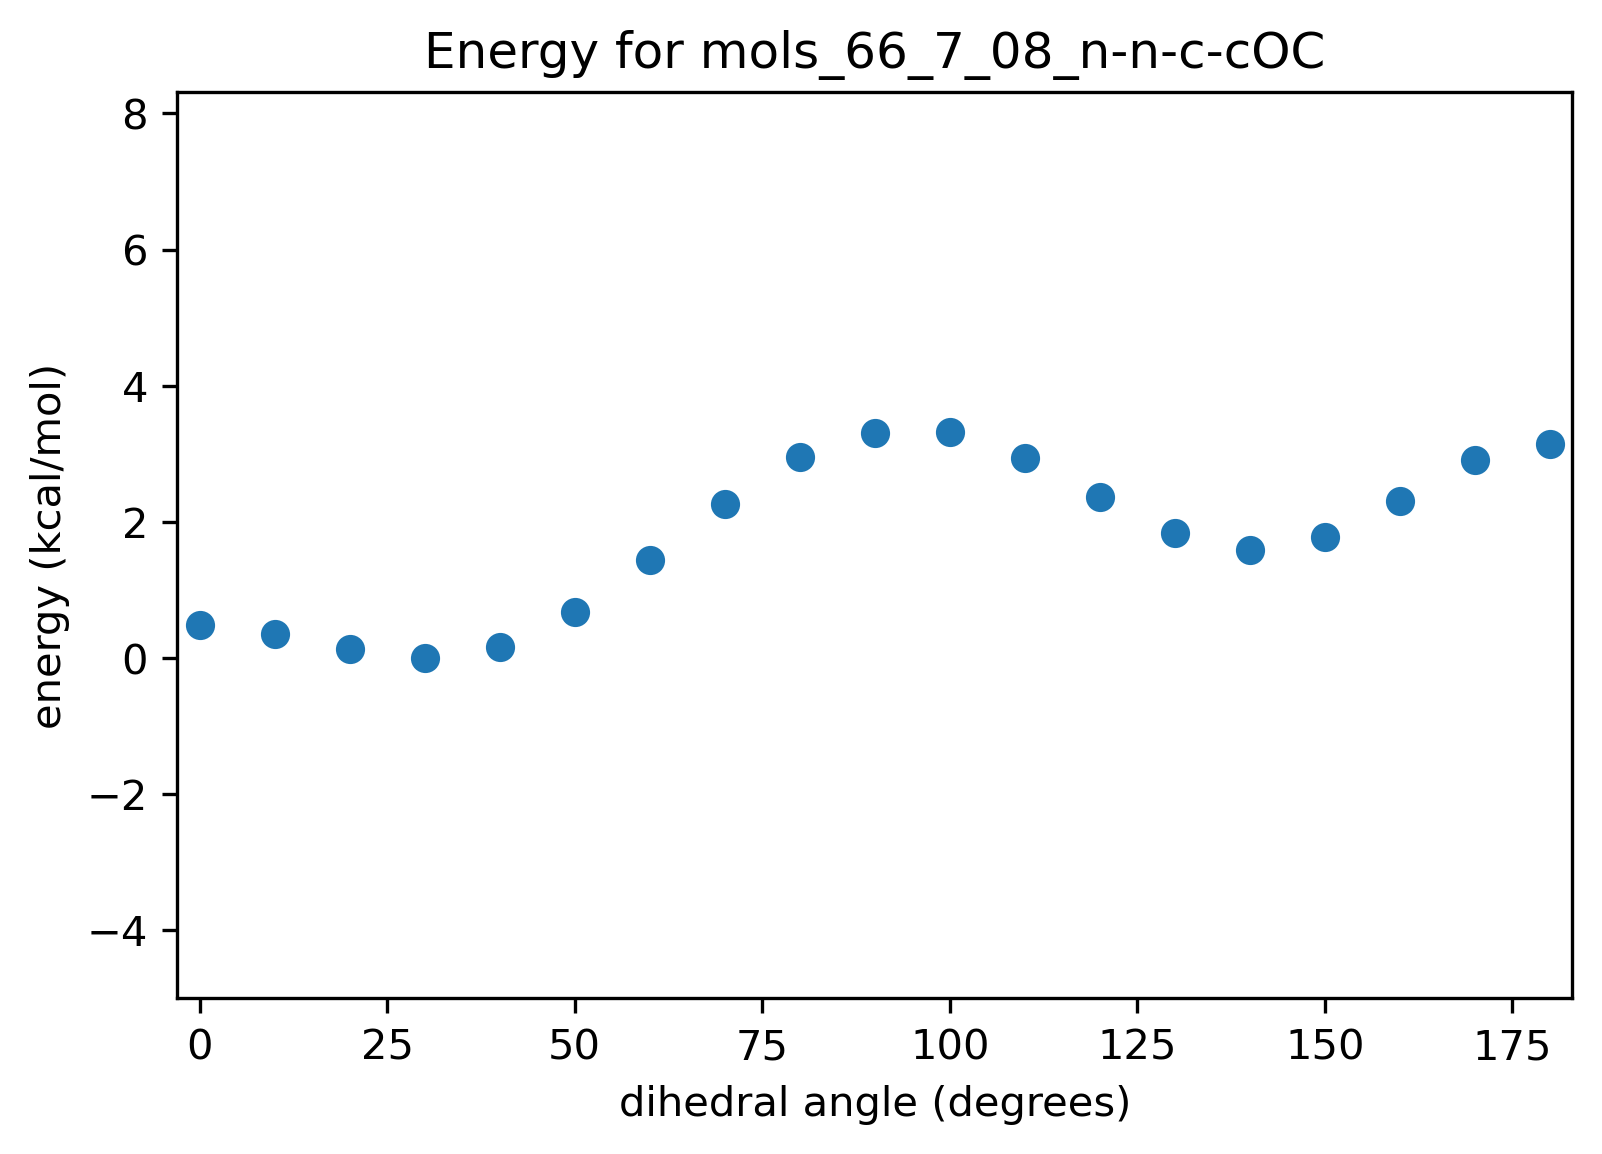 Energy for mols_66_7_08_n-n-c-cOC
energy (kcal/mol)
8
6
4
2
0
−2
−4
0 25 50 75 100 125 150 175
dihedral angle (degrees)